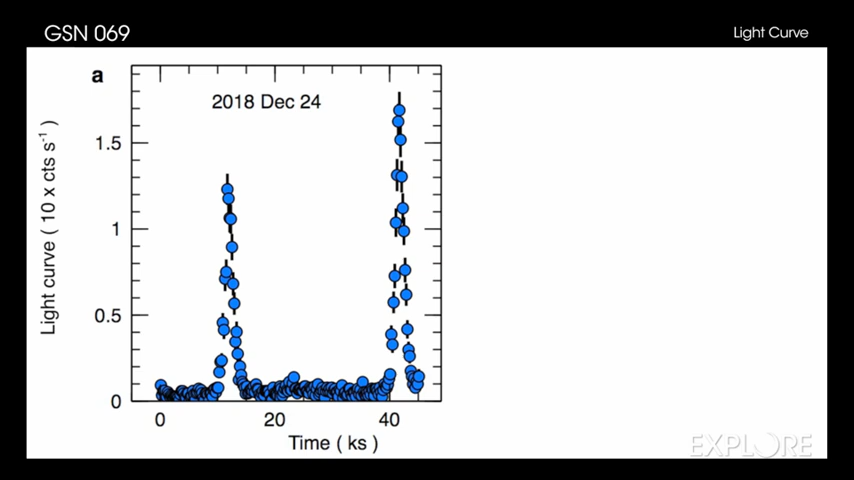 GSN 069
Light Curve
a
2018 Dec 24
Light curve ( 10 x cts s⁻¹)
1.5
1
0.5
0
0 20 40
Time ( ks )
EXPLORE